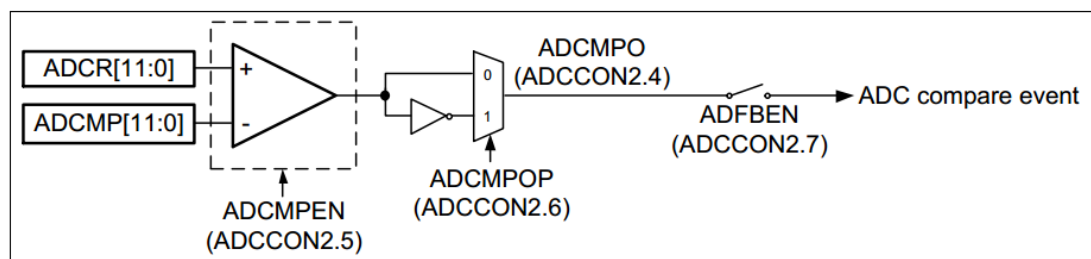 ADCR[11:0]
+
ADCMP[11:0]
-
ADCMPEN
(ADCCON2.5)
0
1
ADCMPOP
(ADCCON2.6)
ADCMPO
(ADCCON2.4)
ADFBEN
(ADCCON2.7)
ADC compare event